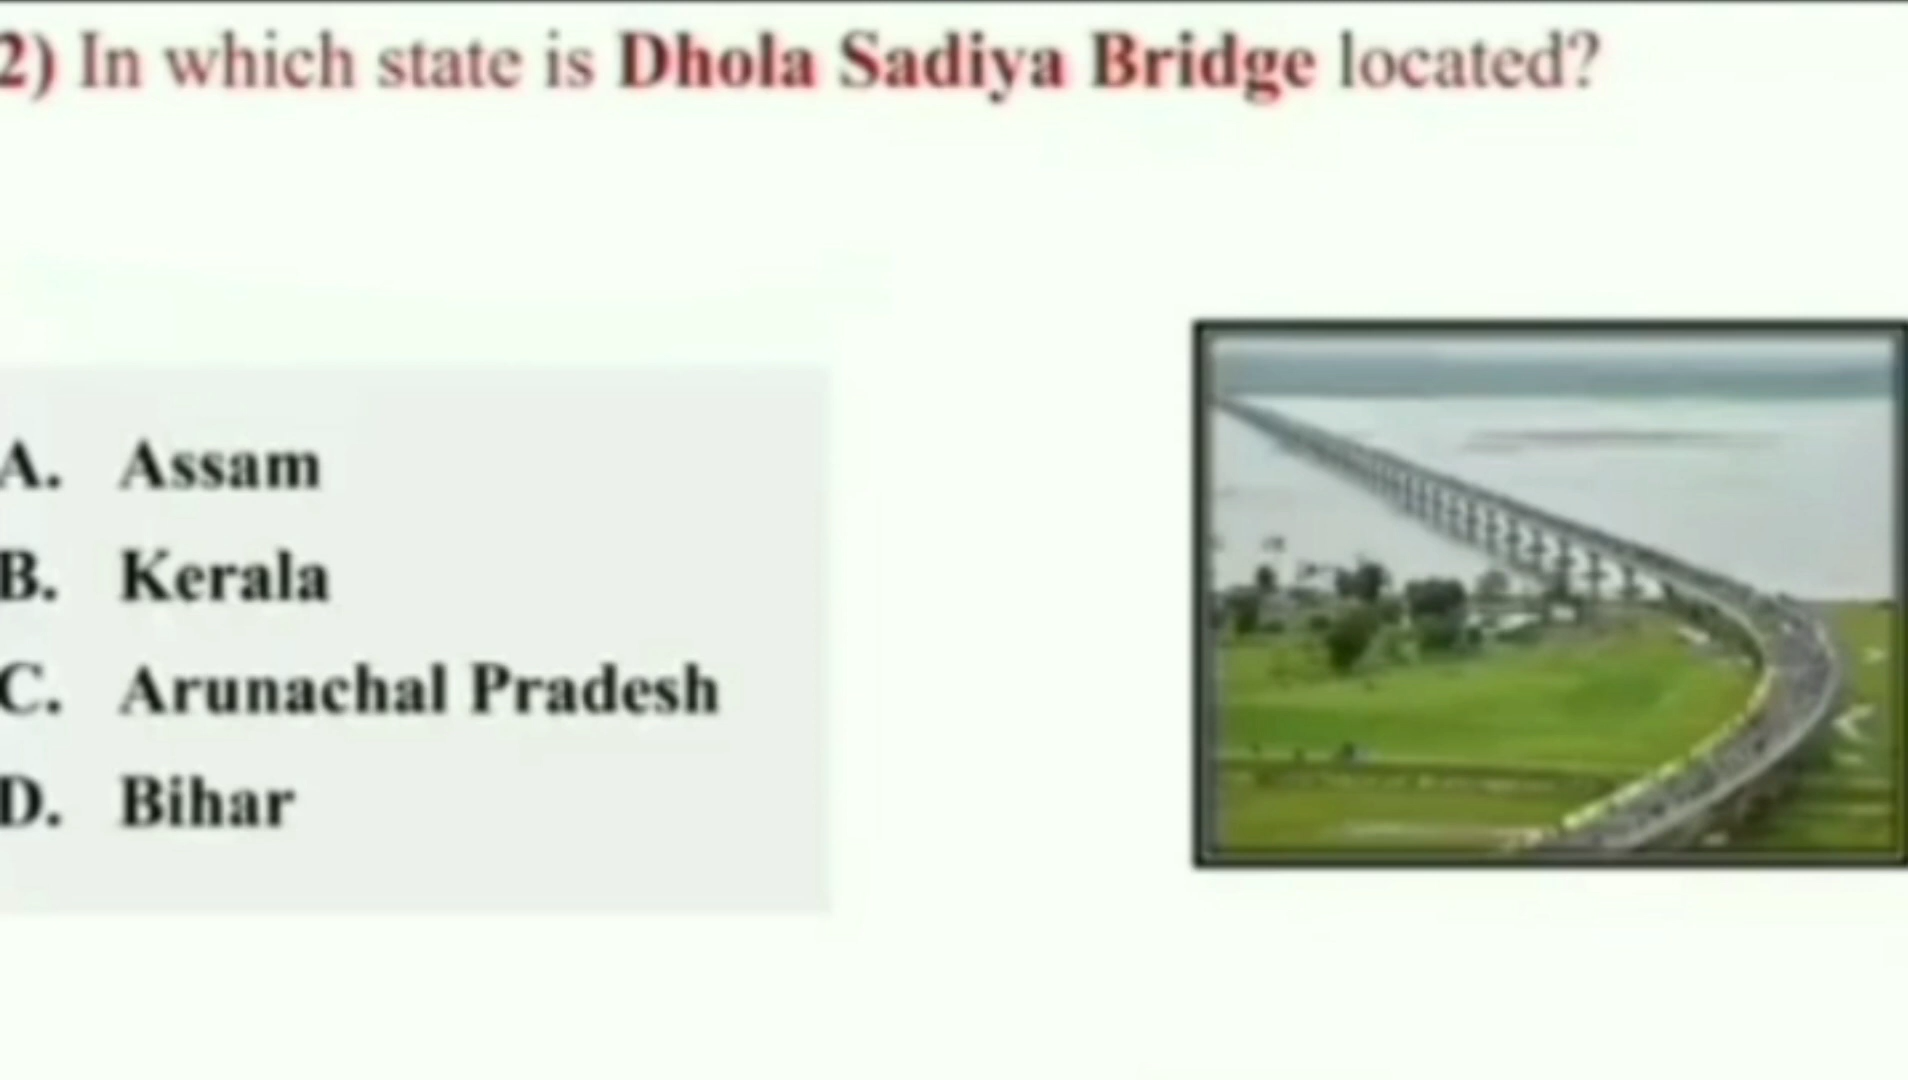 2) In which state is Dhola Sadiya Bridge located?
A. Assam
B. Kerala
C. Arunachal Pradesh
D. Bihar